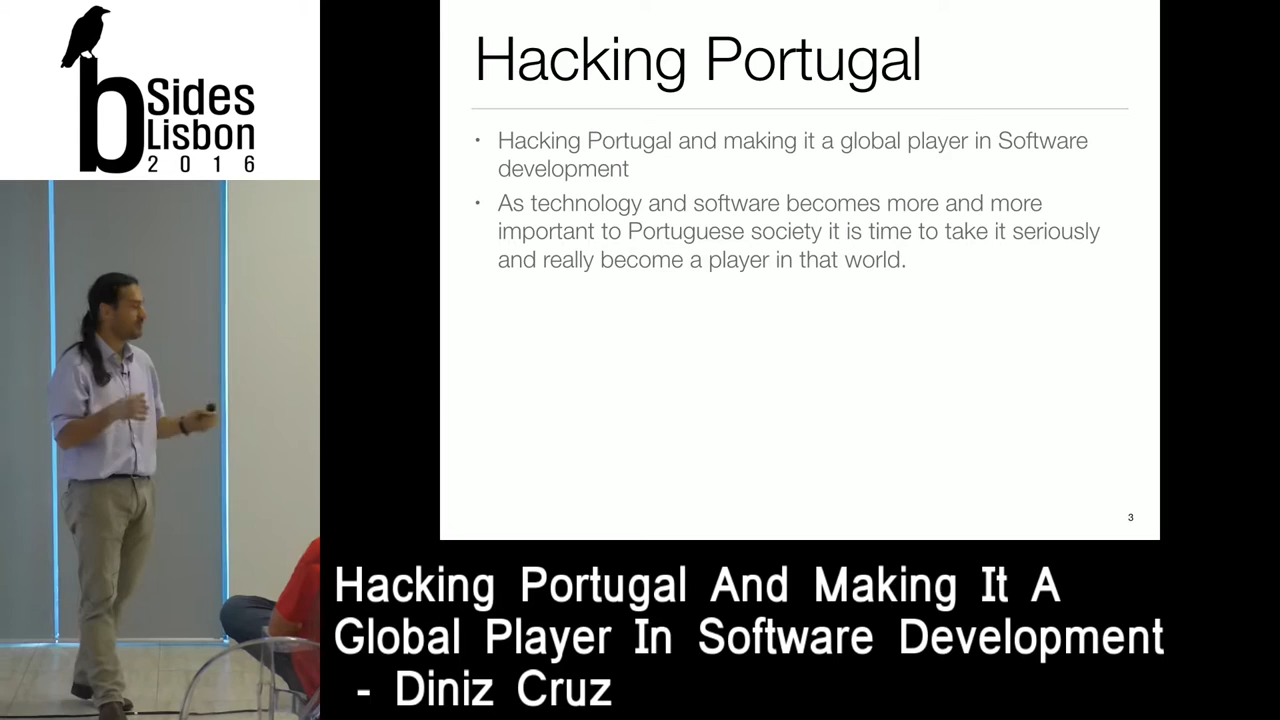 b
Sides
Lisbon
2016
Hacking Portugal
• Hacking Portugal and making it a global player in Software
development
• As technology and software becomes more and more
important to Portuguese society it is time to take it seriously
and really become a player in that world.
3
Hacking Portugal And Making It A
Global Player In Software Development
- Diniz Cruz